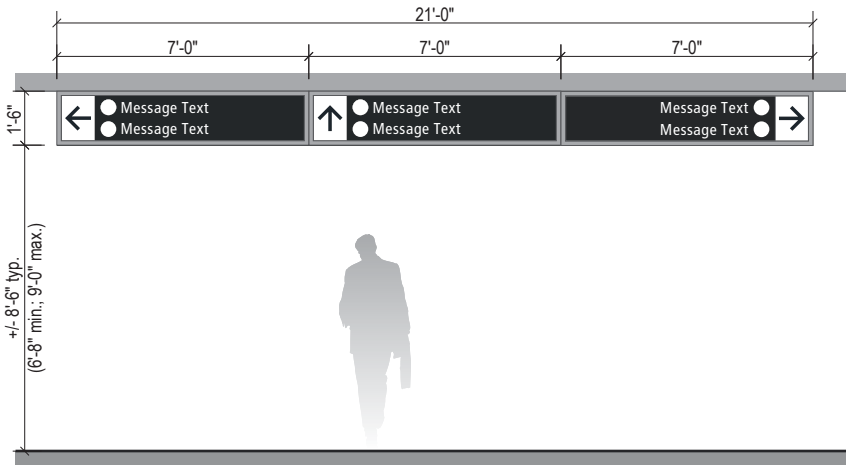 21'-0"
7'-0" 7'-0" 7'-0"
1'-6"
Message Text
Message Text
Message Text
Message Text
Message Text
Message Text
+/- 8'-6" typ.
(6'-8" min.; 9'-0" max.)